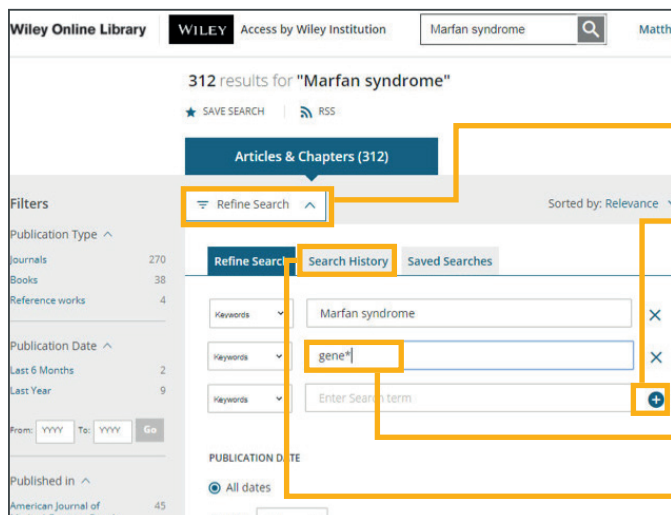 Wiley Online Library
WILEY Access by Wiley Institution
Marfan syndrome
Matth
312 results for "Marfan syndrome"
SAVE SEARCH
RSS
Articles & Chapters (312)
Filters
Refine Search
Sorted by: Relevance
Publication Type
Journals 270
Books 38
Reference works 4
Refine Search
Search History
Saved Searches
Keywords
Marfan syndrome
Publication Date
Last 6 Months 2
Keywords
gene*
Last Year 9
Keywords
Enter Search term
From: YYYY To: YYYY Go
PUBLICATION DATE
All dates
Published in
American Journal of 45